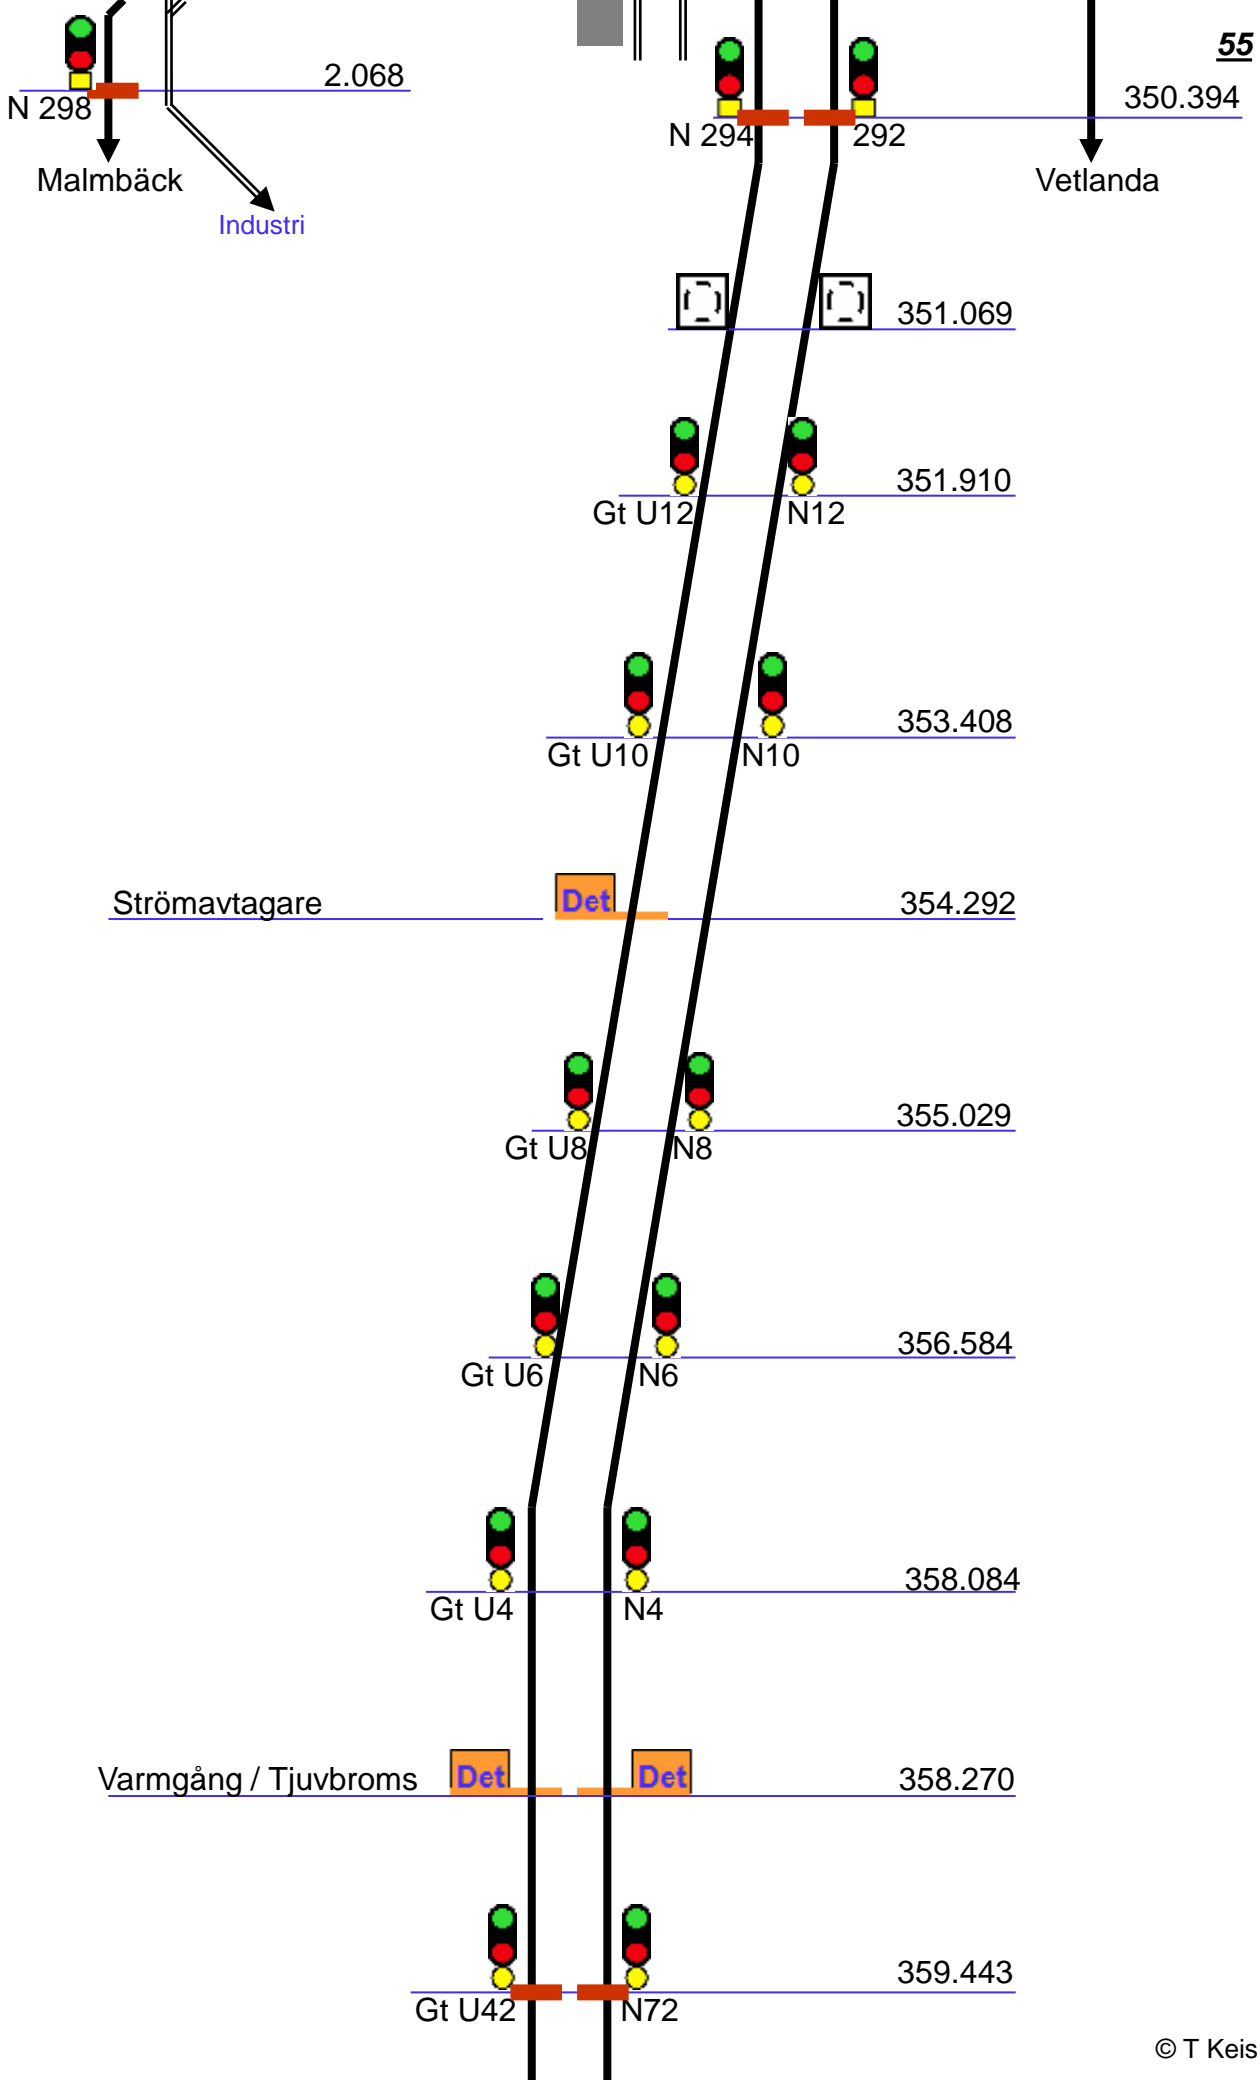 55
2.068
350.394
N 298
N 294
292
Malmbäck
Vetlanda
Industri
351.069
351.910
Gt U12
N12
353.408
Gt U10
N10
Strömavtagare
Det
354.292
355.029
Gt U8
N8
356.584
Gt U6
N6
358.084
Gt U4
N4
Varmgång / Tjuvbroms
Det
Det
358.270
359.443
Gt U42
N72
© T Keis